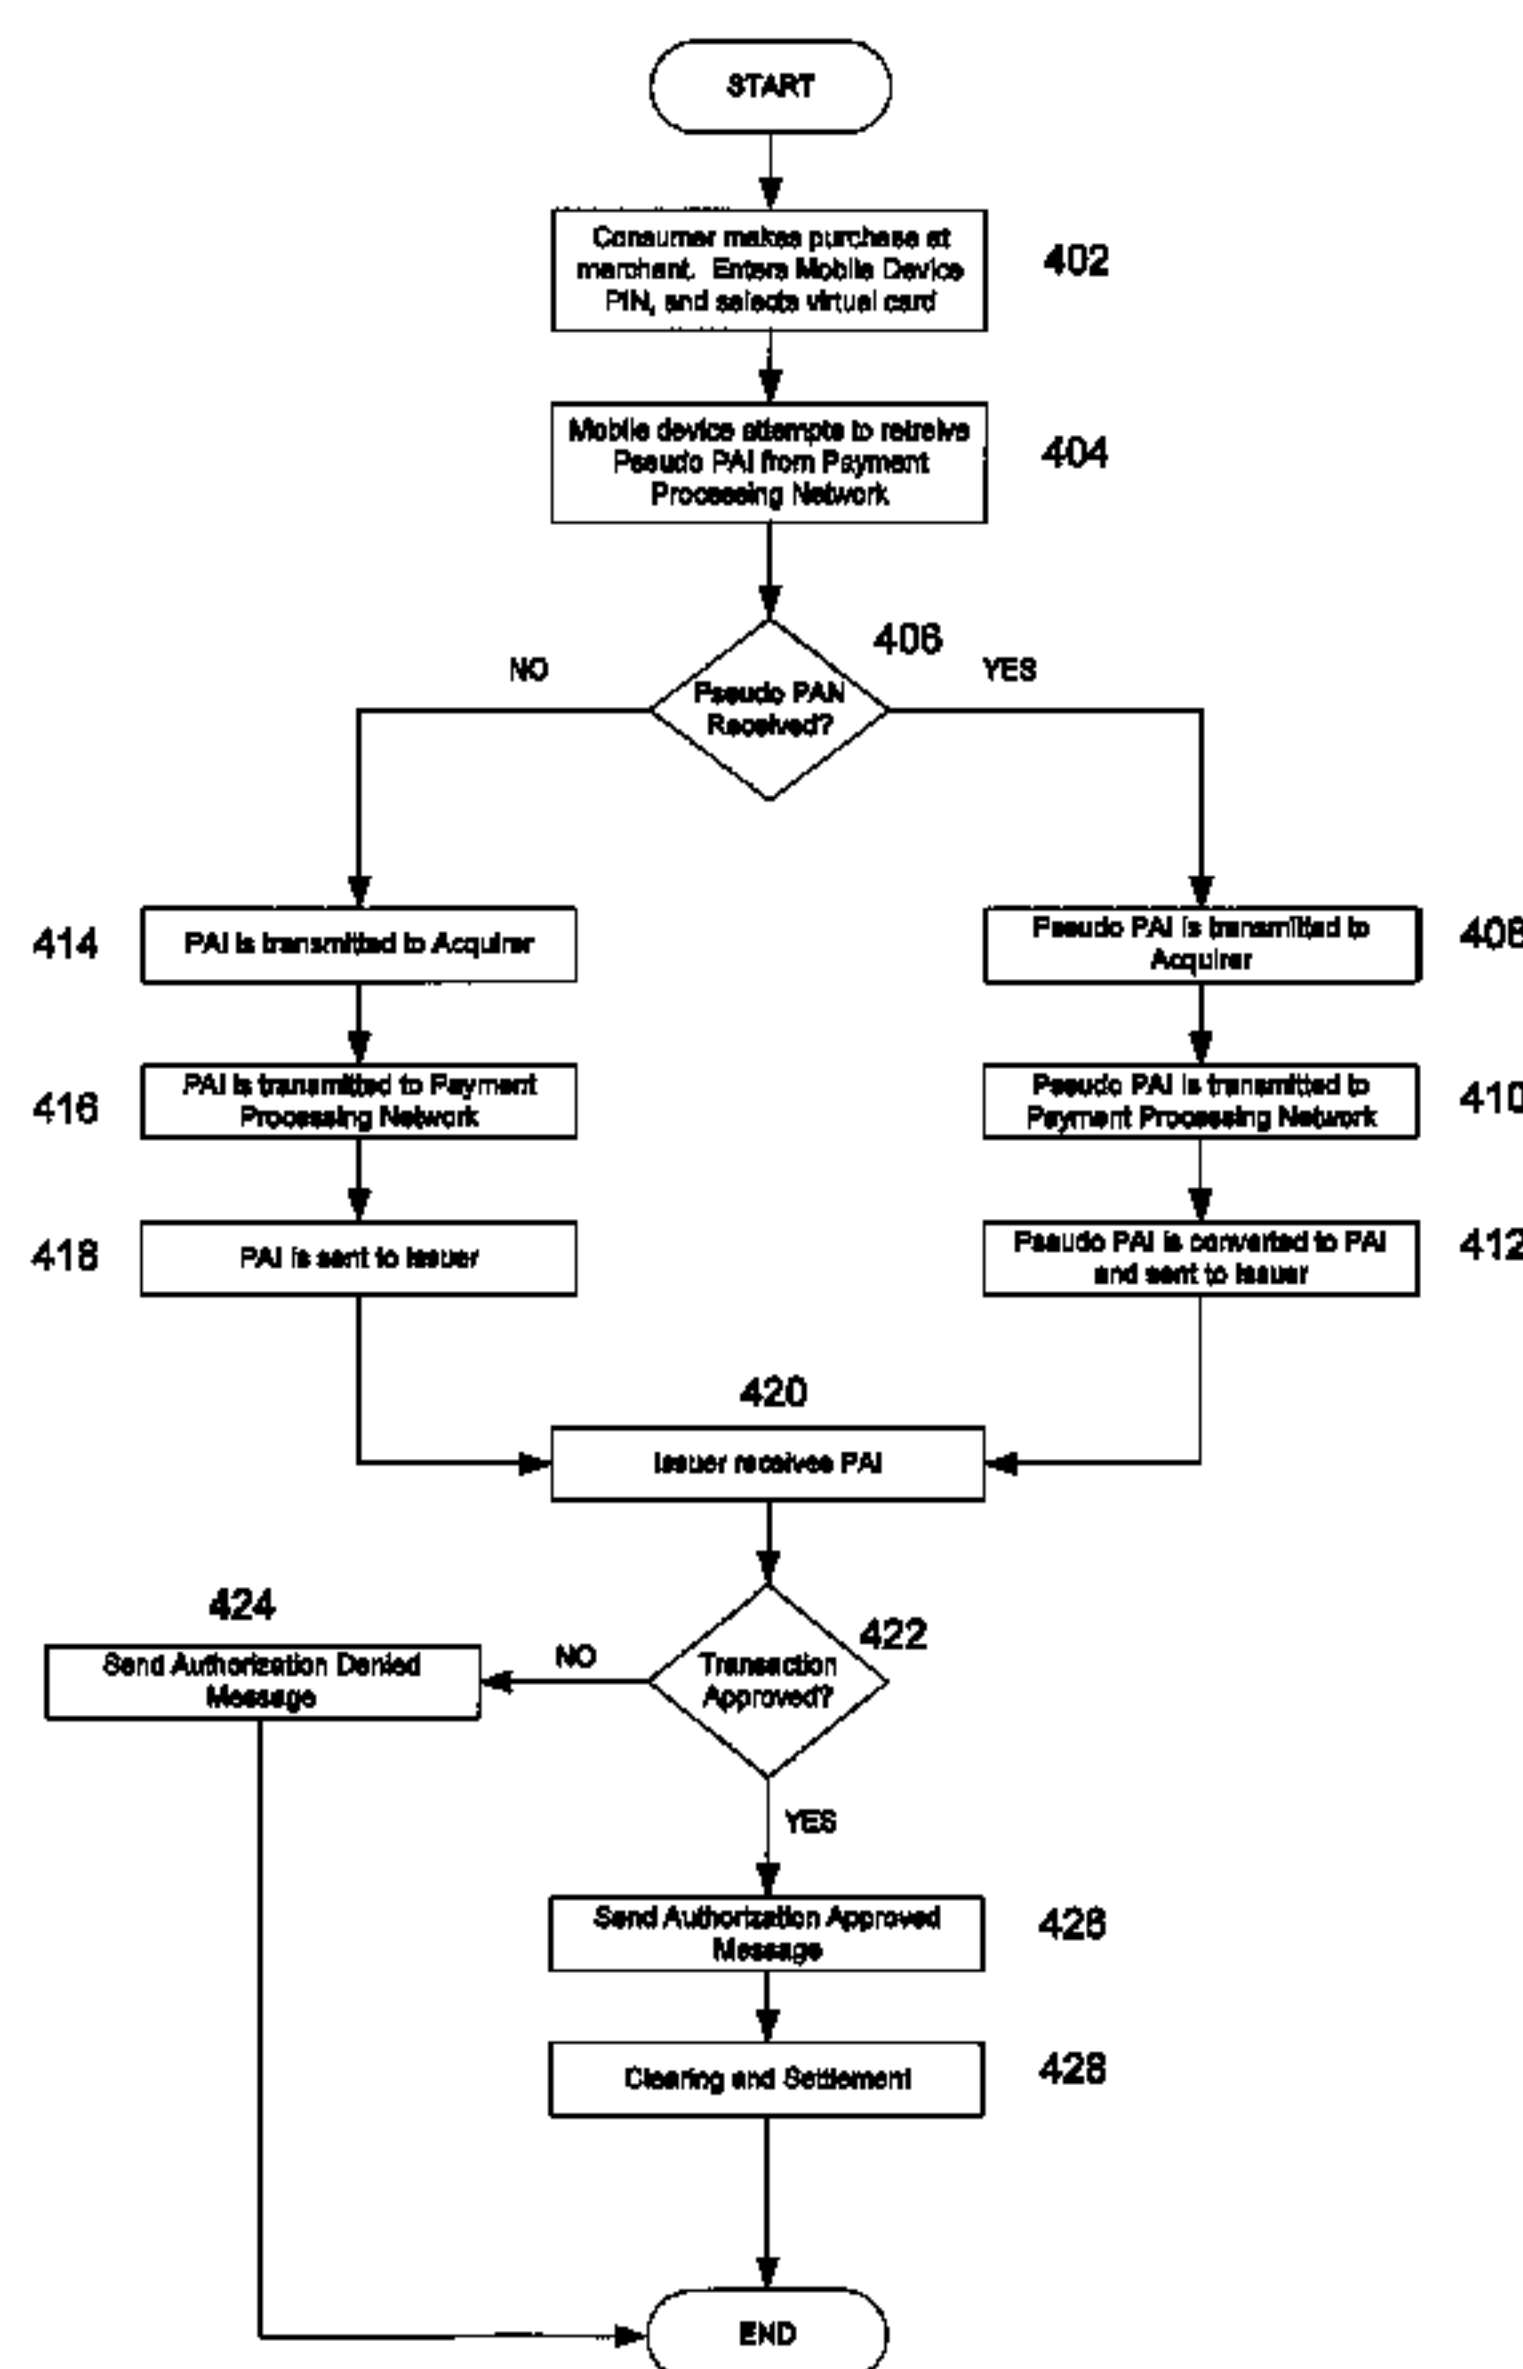 START
Consumer makes purchase at
merchant. Enters Mobile Device
PIN, and selects virtual card
402
Mobile device attempts to retreive
Pseudo PAI from Payment
Processing Network
404
406
NO
YES
Pseudo PAN
Received?
414
PAI is transmitted to Acquirer
Pseudo PAI is transmitted to
Acquirer
408
416
PAI is transmitted to Payment
Processing Network
Pseudo PAI is transmitted to
Payment Processing Network
410
418
PAI is sent to Issuer
Pseudo PAI is converted to PAI
and sent to Issuer
412
420
Issuer receives PAI
424
Send Authorization Denied
Message
NO
422
Transaction
Approved?
YES
Send Authorization Approved
Message
426
Clearing and Settlement
428
END